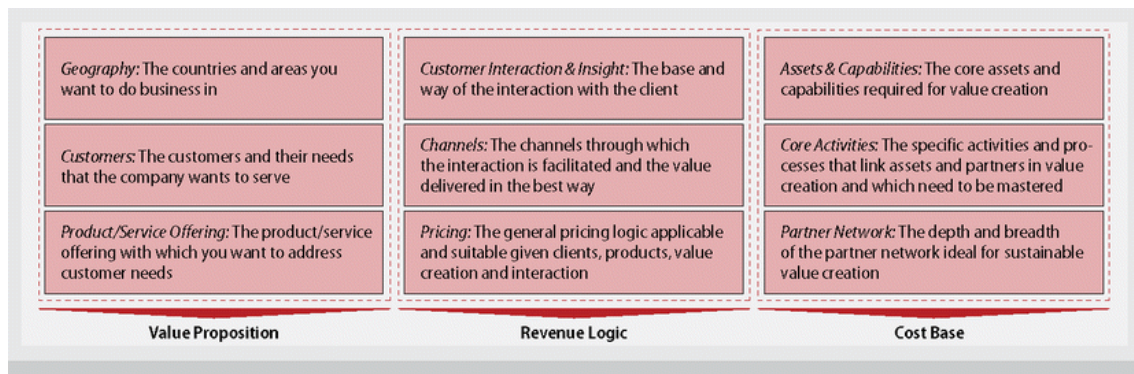 Geography: The countries and areas you
want to do business in
Customers: The customers and their needs
that the company wants to serve
Product/Service Offering: The product/service
offering with which you want to address
customer needs
Value Proposition
Customer Interaction & Insight: The base and
way of the interaction with the client
Channels: The channels through which
the interaction is facilitated and the value
delivered in the best way
Pricing: The general pricing logic applicable
and suitable given clients, products, value
creation and interaction
Revenue Logic
Assets & Capabilities: The core assets and
capabilities required for value creation
Core Activities: The specific activities and pro-
cesses that link assets and partners in value
creation and which need to be mastered
Partner Network: The depth and breadth
of the partner network ideal for sustainable
value creation
Cost Base